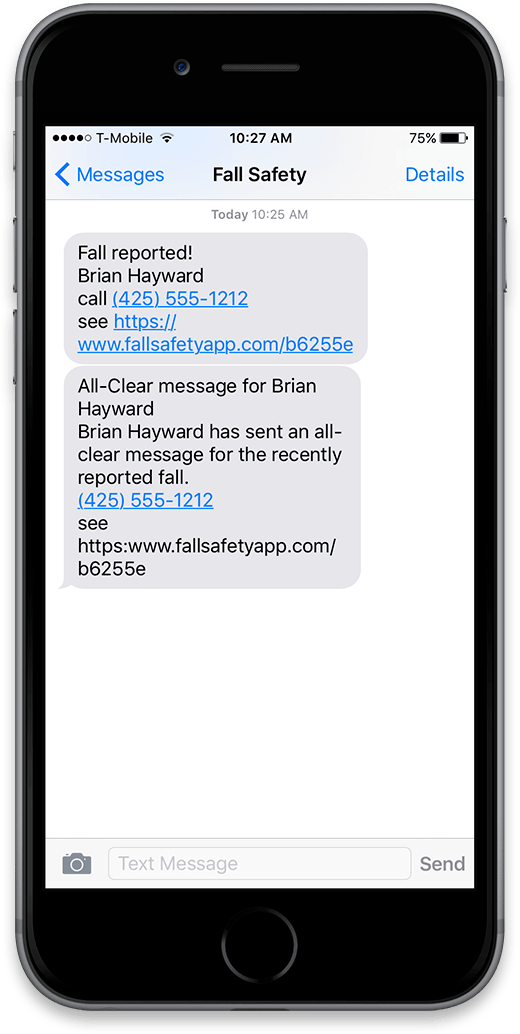 T-Mobile 10:27 AM 75%
Messages Fall Safety Details
Today 10:25 AM
Fall reported!
Brian Hayward
call (425) 555-1212
see https://
www.fallsafetyapp.com/b6255e
All-Clear message for Brian
Hayward
Brian Hayward has sent an all-
clear message for the recently
reported fall.
(425) 555-1212
see
https:www.fallsafetyapp.com/
b6255e
Text Message Send